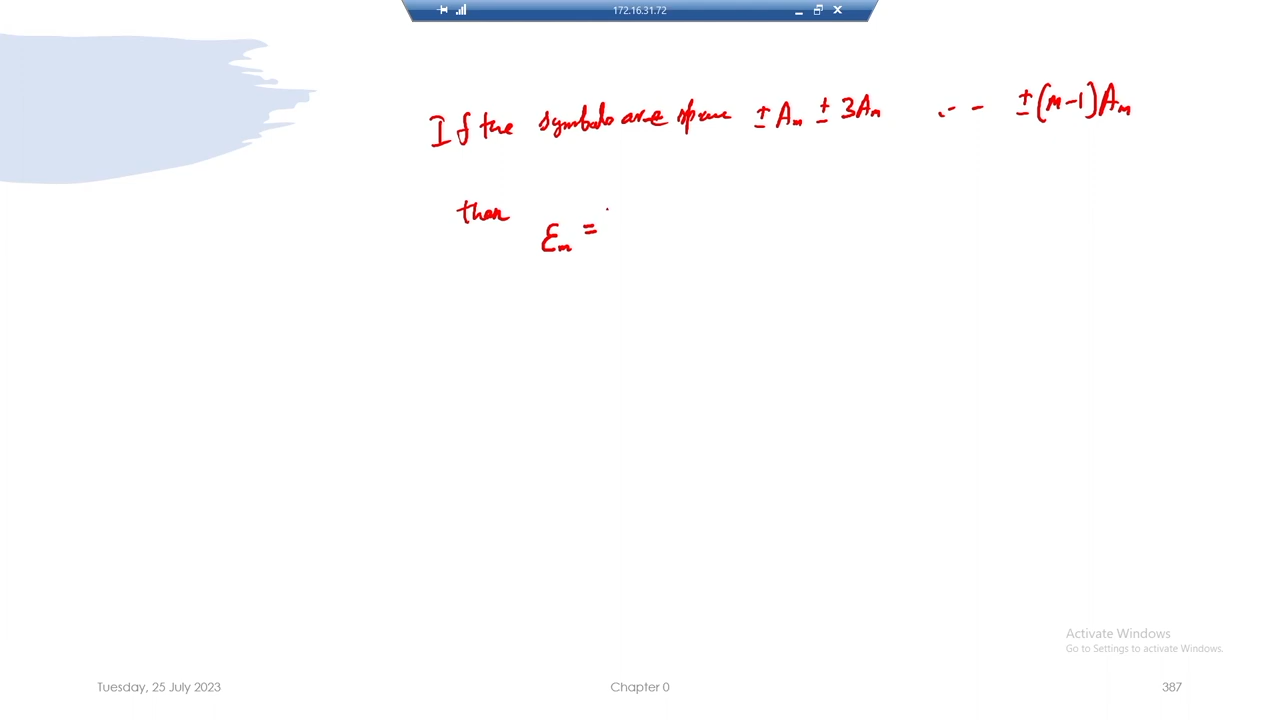 172.16.31.72
If the symbols are ± Aₘ ± 3Aₘ .-- ±(M-1)Aₘ
then
Ɛₘ =
Activate Windows
Go to Settings to activate Windows.
Tuesday, 25 July 2023 Chapter 0 387